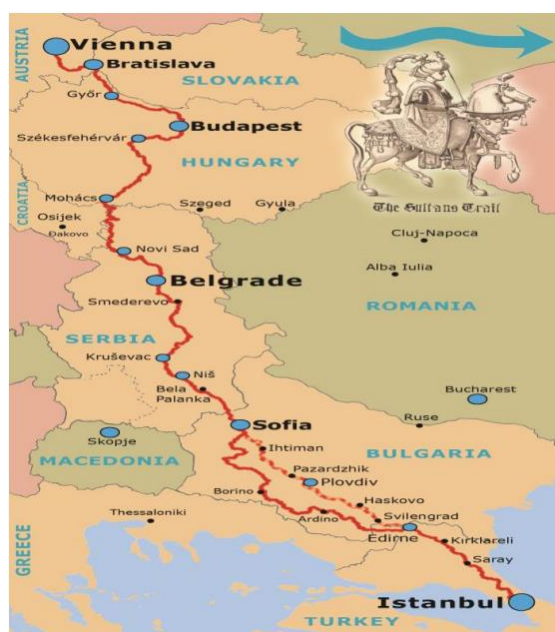 Vienna
AUSTRIA
Bratislava
SLOVAKIA
Győr
Budapest
Székesfehérvár
HUNGARY
The Sultans Trail
Mohács
CROATIA
Szeged
Gyula
Osijek
Đakovo
Cluj-Napoca
Novi Sad
Alba Iulia
Belgrade
Smederevo
ROMANIA
SERBIA
Kruševac
Niš
Bela
Palanka
Bucharest
Sofia
Ruse
Skopje
Ihtiman
BULGARIA
MACEDONIA
Pazardzhik
Plovdiv
Borino
Haskovo
Thessaloniki
Ardino
Svilengrad
Edirne
Kırklareli
GREECE
Saray
Istanbul
TURKEY